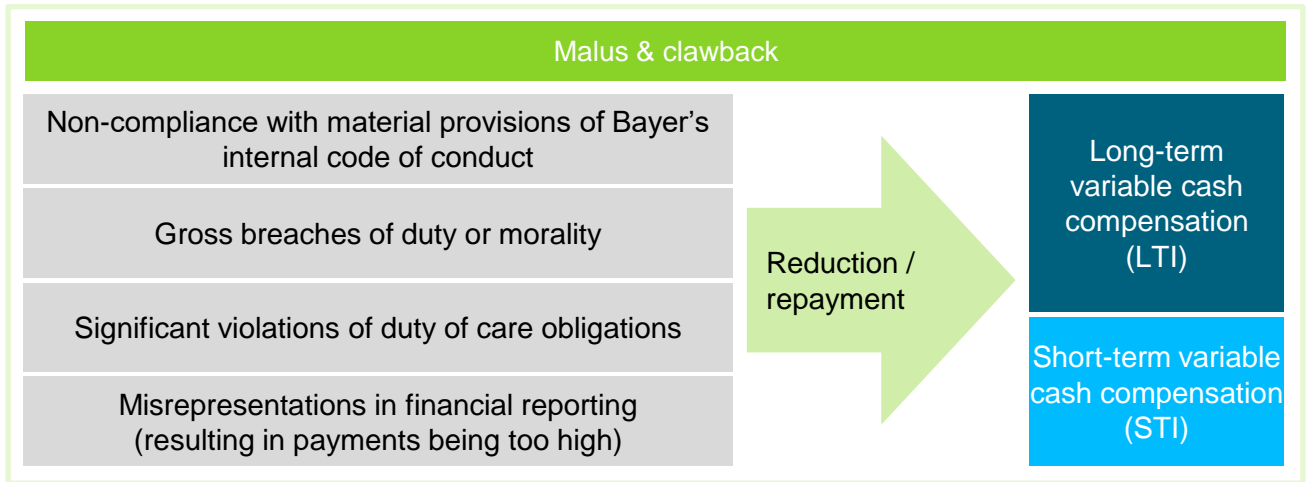 Malus & clawback
Non-compliance with material provisions of Bayer’s
internal code of conduct
Gross breaches of duty or morality
Significant violations of duty of care obligations
Misrepresentations in financial reporting
(resulting in payments being too high)
Reduction /
repayment
Long-term
variable cash
compensation
(LTI)
Short-term variable
cash compensation
(STI)